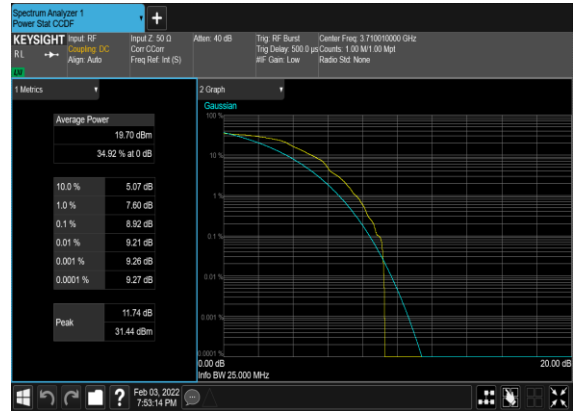 Spectrum Analyzer 1
Power Stat CCDF
+
KEYSIGHT
Input: RF
Coupling: DC
Align: Auto
Input Z: 50 Ω
Corr CCorr
Freq Ref: Int (S)
Atten: 40 dB
Trig: RF Burst
Trig Delay: 500.0 µs
#IF Gain: Low
Center Freq: 3.710010000 GHz
Counts: 1.00 M/1.00 Mpt
Radio Std: None
R L
LXI
1 Metrics
Average Power
19.70 dBm
34.92 % at 0 dB
10.0 % 5.07 dB
1.0 % 7.60 dB
0.1 % 8.92 dB
0.01 % 9.21 dB
0.001 % 9.26 dB
0.0001 % 9.27 dB
Peak
11.74 dB
31.44 dBm
2 Graph
Gaussian
100 %
10 %
1 %
0.1 %
0.01 %
0.001 %
0.0001 %
0.00 dB
20.00 dB
Info BW 25.000 MHz
?
Feb 03, 2022
7:53:14 PM